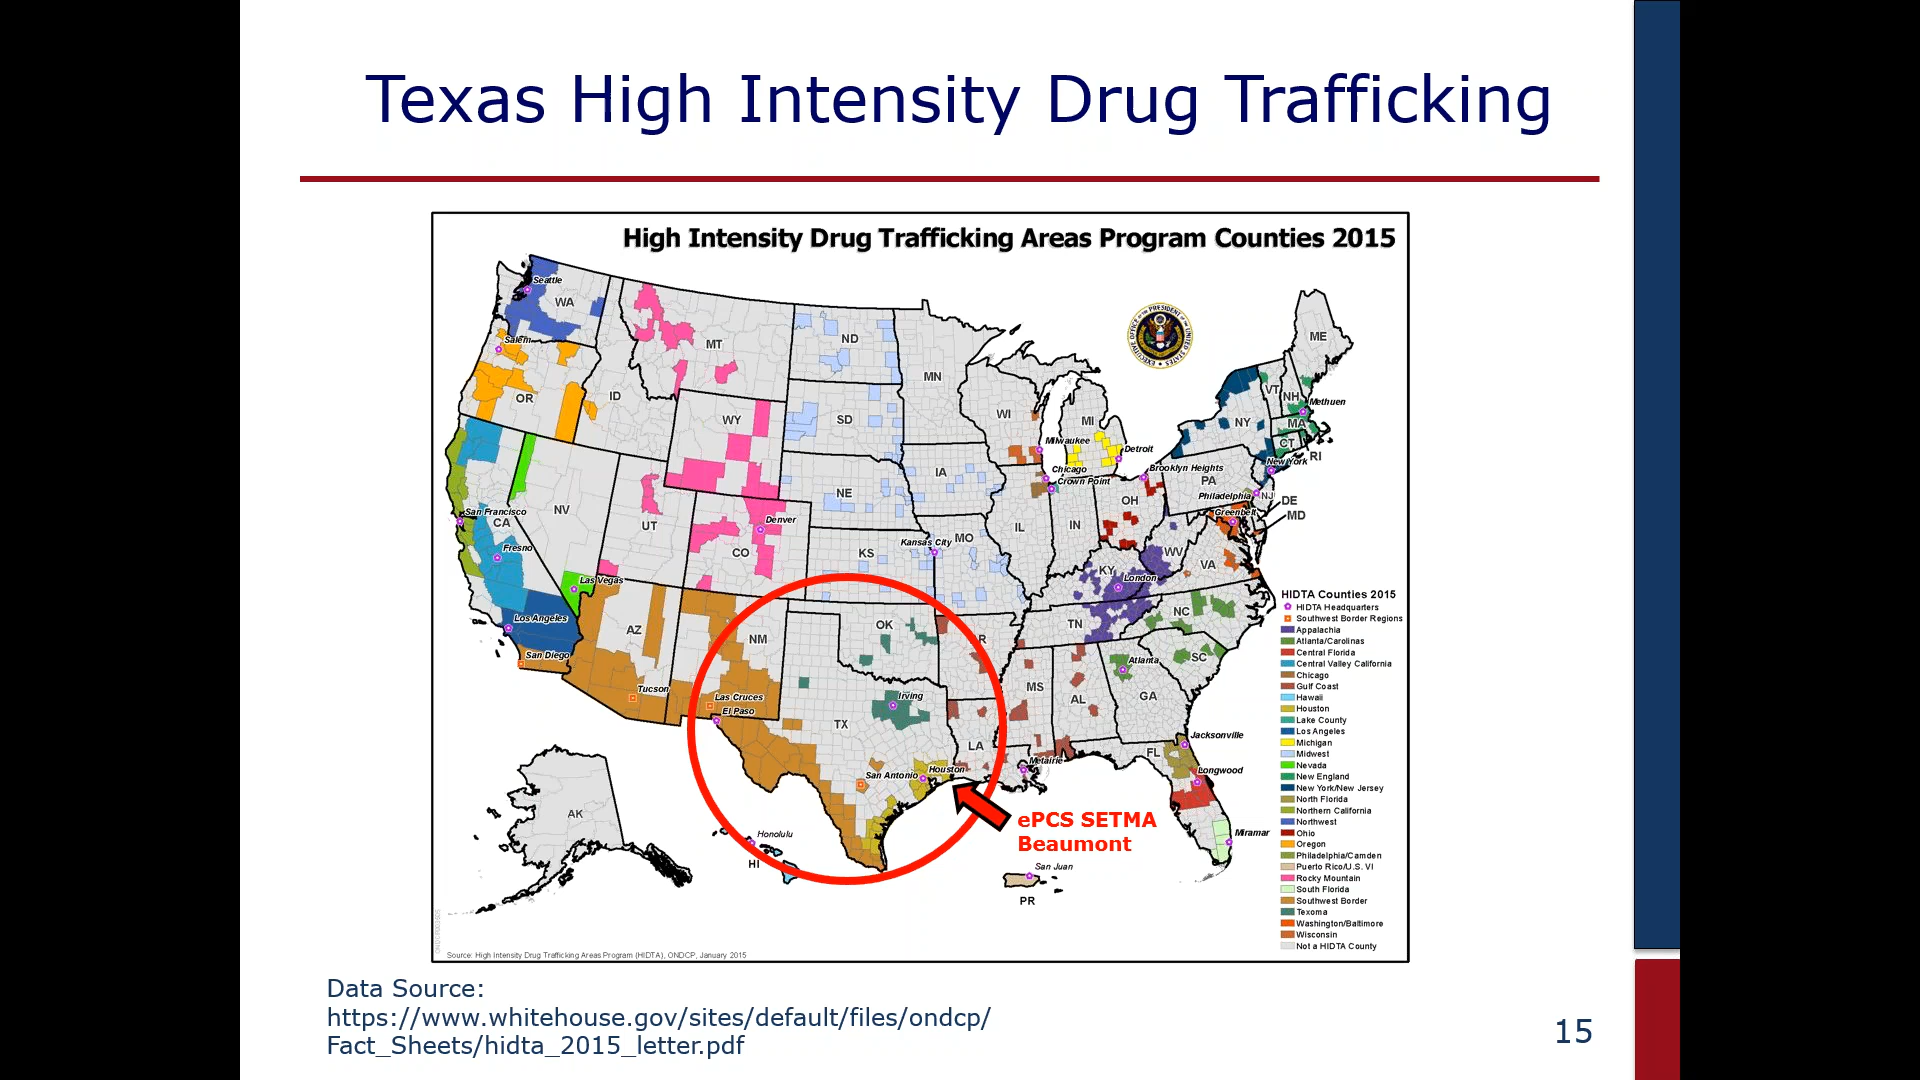 Texas High Intensity Drug Trafficking
High Intensity Drug Trafficking Areas Program Counties 2015
Seattle
WA
Salem
OR
ID
MT
ND
MN
SD
WY
WI
MI
Milwaukee
Detroit
Chicago
Crown Point
Brooklyn Heights
NY
VT
NH
ME
Methuen
MA
CT
RI
New York
PA
Philadelphia
NJ
DE
MD
Greenbelt
OH
IN
IL
IA
NE
NV
UT
CO
Denver
KS
Kansas City
MO
San Francisco
CA
Fresno
Las Vegas
Los Angeles
San Diego
AZ
Tucson
NM
Las Cruces
El Paso
OK
TX
Irving
San Antonio
Houston
LA
Metairie
MS
AL
GA
Atlanta
TN
KY
London
WV
VA
NC
SC
FL
Jacksonville
Longwood
Miramar
AK
Honolulu
HI
San Juan
PR
ePCS SETMA
Beaumont
HIDTA Counties 2015
HIDTA Headquarters
Southwest Border Regions
Appalachia
Atlanta/Carolinas
Central Florida
Central Valley California
Chicago
Gulf Coast
Hawaii
Houston
Lake County
Los Angeles
Michigan
Midwest
Nevada
New England
New York/New Jersey
North Florida
Northern California
Northwest
Ohio
Oregon
Philadelphia/Camden
Puerto Rico/U.S. VI
Rocky Mountain
South Florida
Southwest Border
Texoma
Washington/Baltimore
Wisconsin
Not a HIDTA County
Source: High Intensity Drug Trafficking Areas Program (HIDTA), ONDCP, January 2015
Data Source:
https://www.whitehouse.gov/sites/default/files/ondcp/
Fact_Sheets/hidta_2015_letter.pdf
15